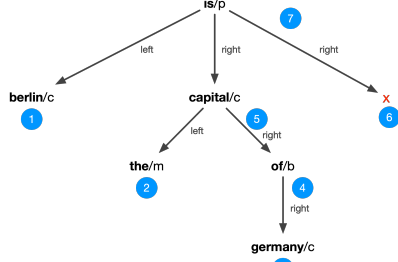 is/p
7
left
right
right
berlin/c
capital/c
x
1
5
6
left
right
the/m
of/b
2
4
right
germany/c